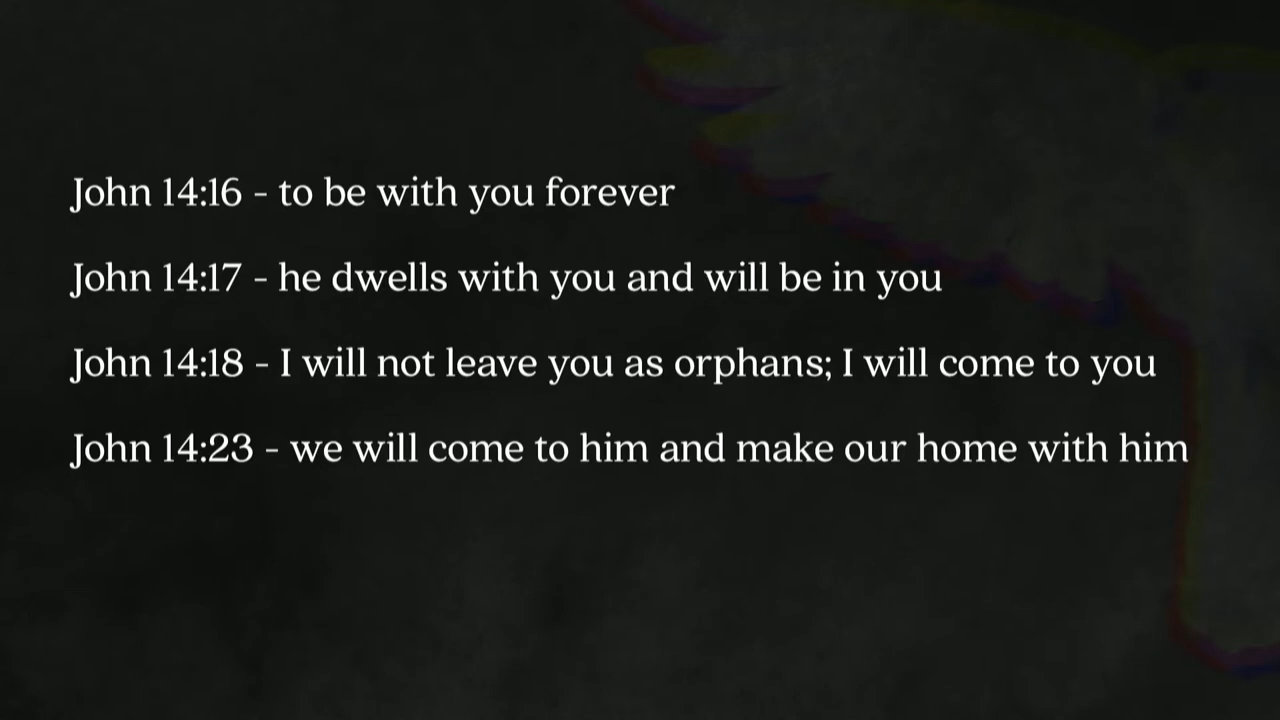 John 14:16 - to be with you forever
John 14:17 - he dwells with you and will be in you
John 14:18 - I will not leave you as orphans; I will come to you
John 14:23 - we will come to him and make our home with him